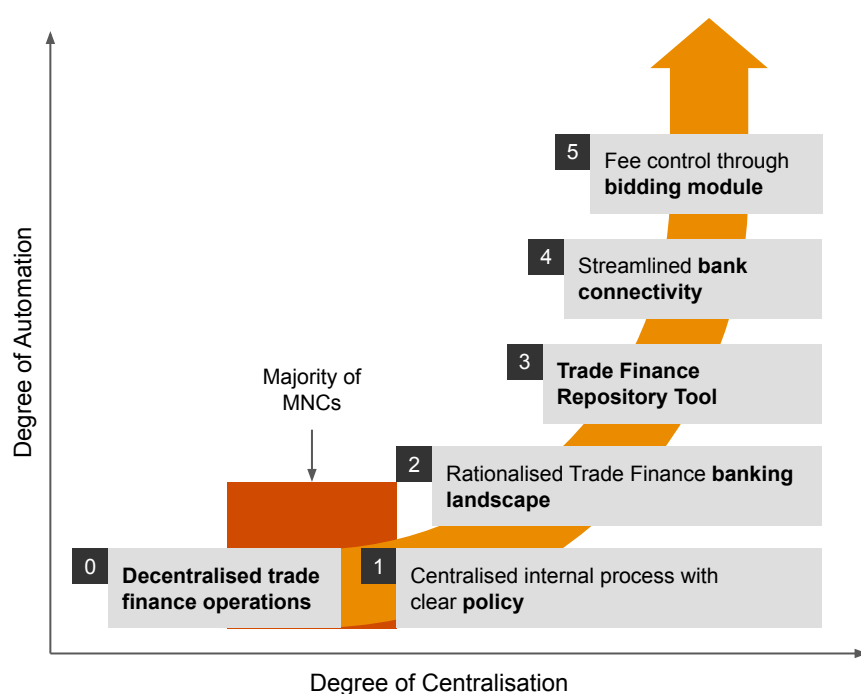 5
Fee control through
bidding module
4
Streamlined bank
connectivity
3
Trade Finance
Repository Tool
Majority of
MNCs
2
Rationalised Trade Finance banking
landscape
0
Decentralised trade
finance operations
1
Centralised internal process with
clear policy
Degree of Automation
Degree of Centralisation